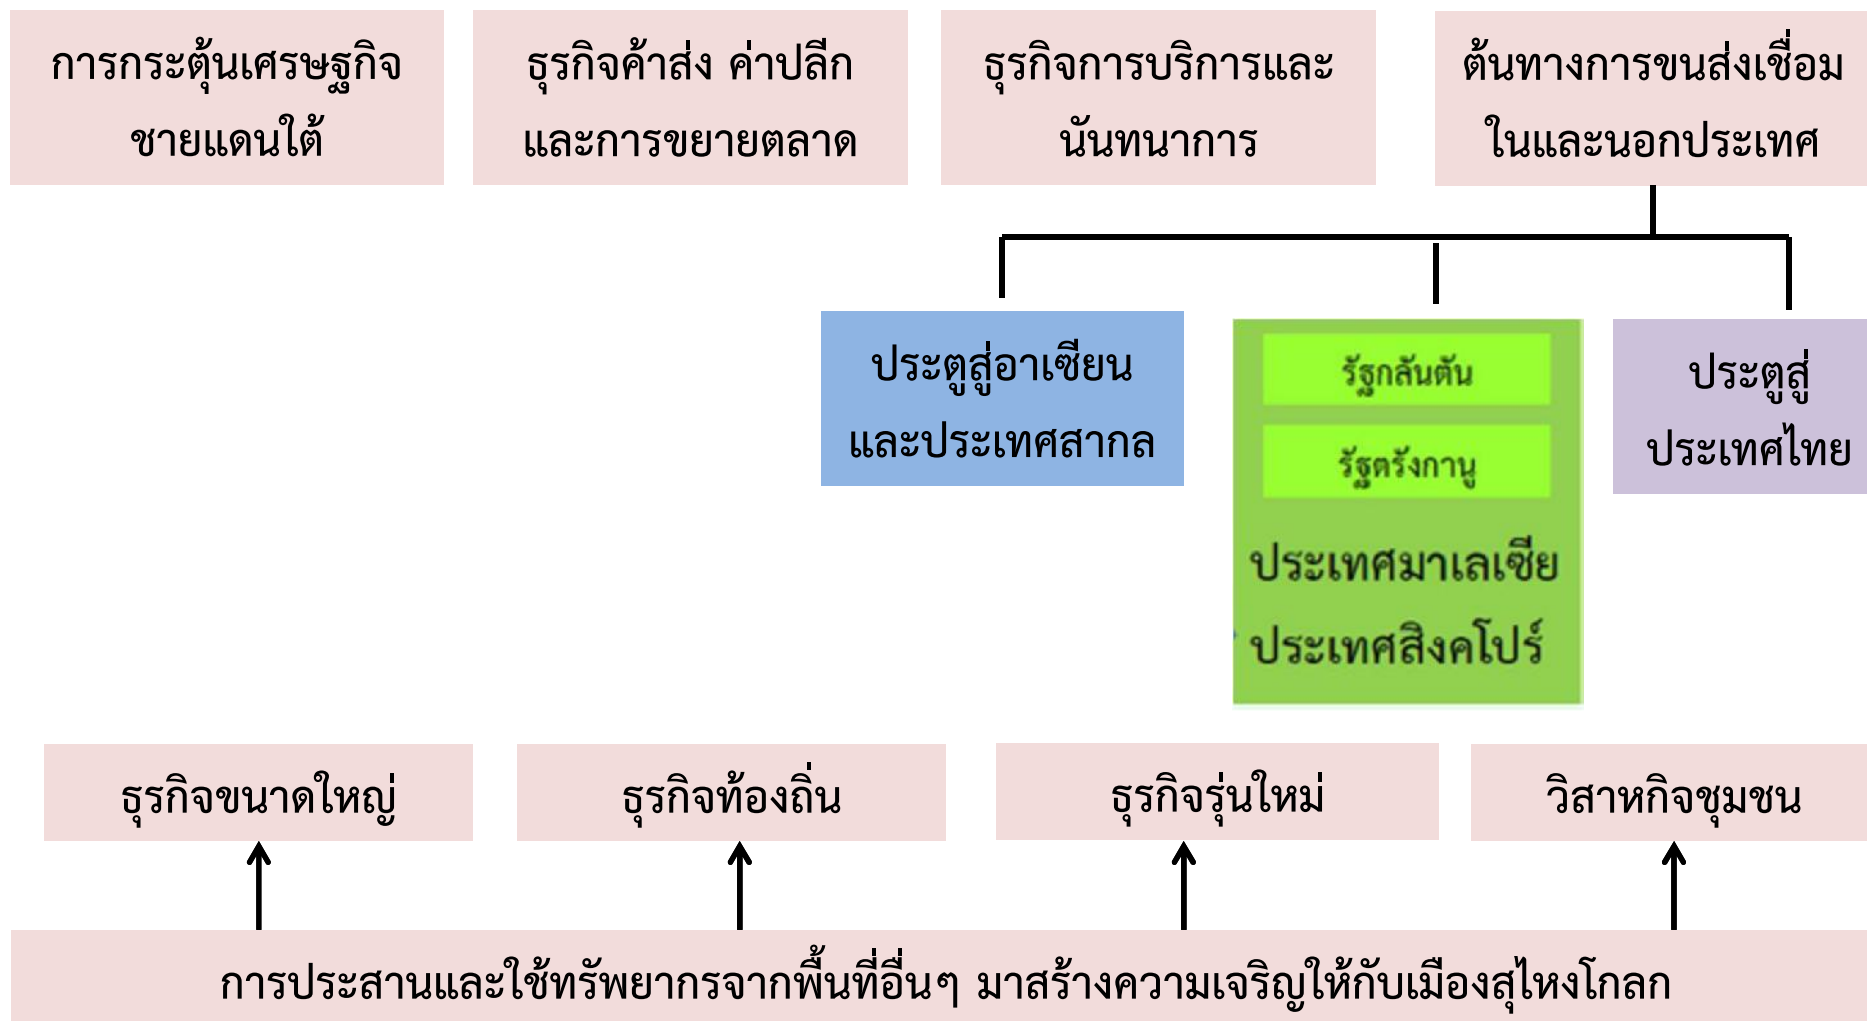 การกระตุ้นเศรษฐกิจ
ชายแดนใต้
ธุรกิจค้าส่ง ค่าปลีก
และการขยายตลาด
ธุรกิจการบริการและ
นันทนาการ
ต้นทางการขนส่งเชื่อม
ในและนอกประเทศ
ประตูสู่อาเซียน
และประเทศสากล
รัฐกลันตัน
รัฐตรังกานู
ประเทศมาเลเซีย
ประเทศสิงคโปร์
ประตูสู่
ประเทศไทย
ธุรกิจขนาดใหญ่
ธุรกิจท้องถิ่น
ธุรกิจรุ่นใหม่
วิสาหกิจชุมชน
การประสานและใช้ทรัพยากรจากพื้นที่อื่นๆ มาสร้างความเจริญให้กับเมืองสุไหงโกลก